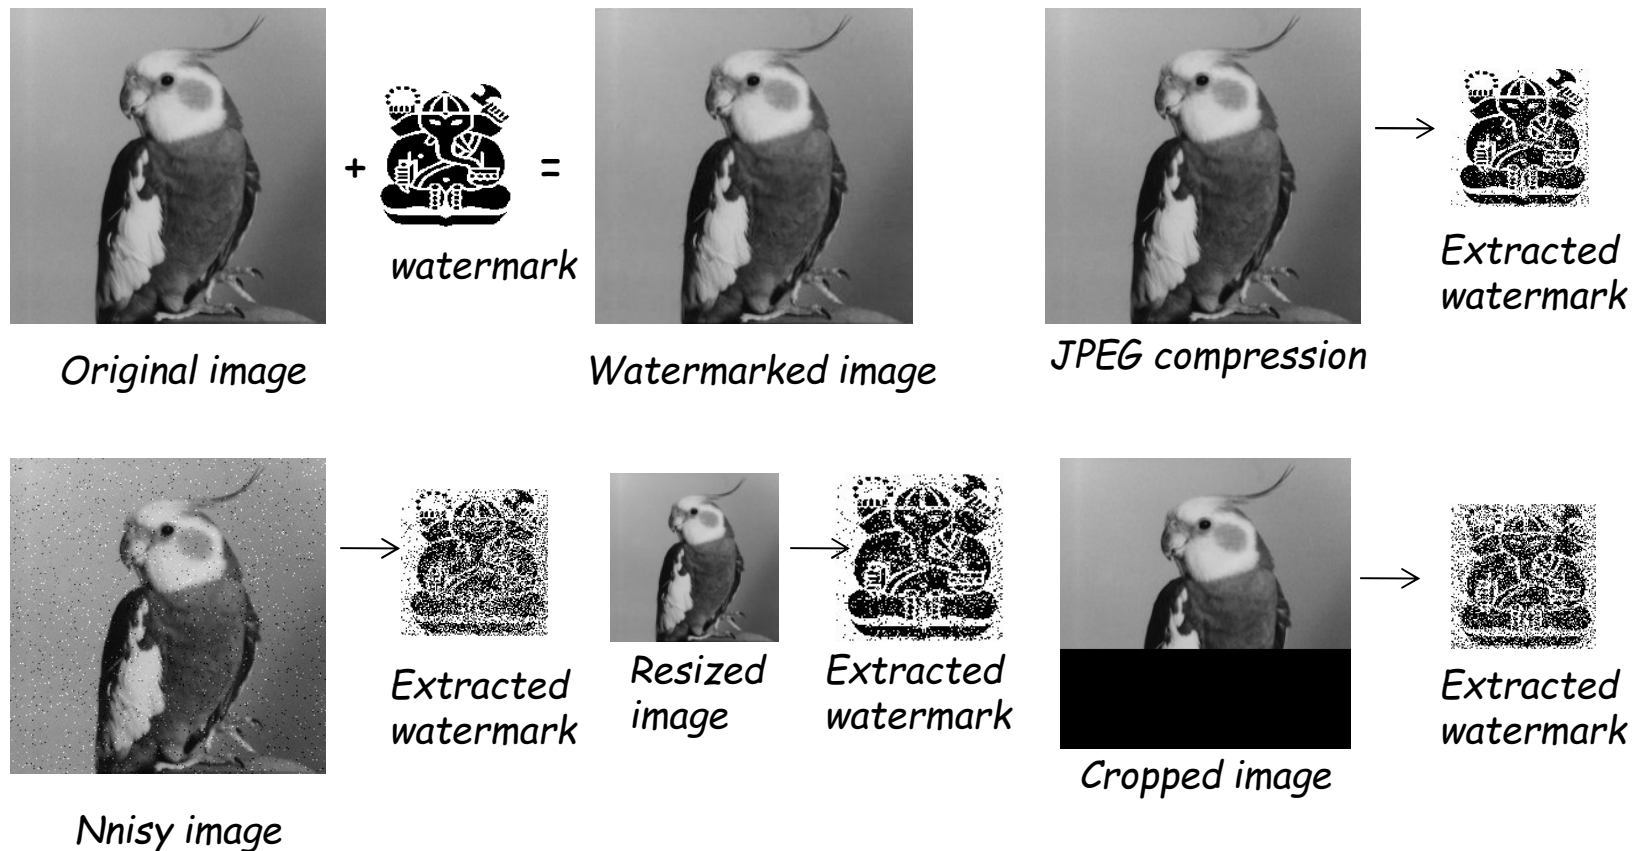 +
=
watermark
Original image
Watermarked image
JPEG compression
Extracted
watermark
Nnisy image
Extracted
watermark
Resized
image
Extracted
watermark
Cropped image
Extracted
watermark